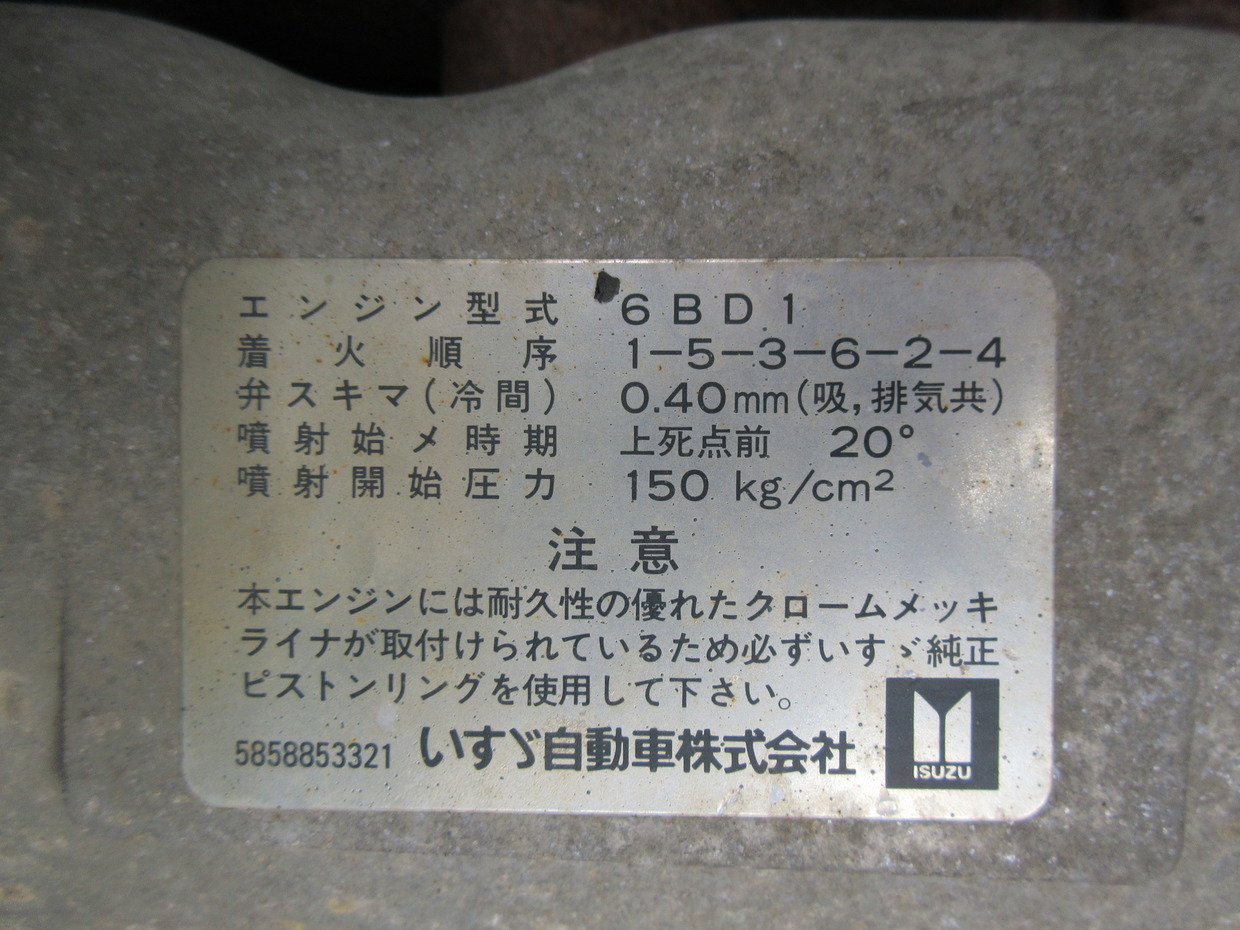 エンジン型式 6BD1
着火順序 1-5-3-6-2-4
弁スキマ(冷間) 0.40mm(吸,排気共)
噴射始メ時期 上死点前 20°
噴射開始圧力 150 kg/cm²
注意
本エンジンには耐久性の優れたクロームメッキ
ライナが取付けられているため必ずいすゞ純正
ピストンリングを使用して下さい。
5858853321 いすゞ自動車株式会社
ISUZU